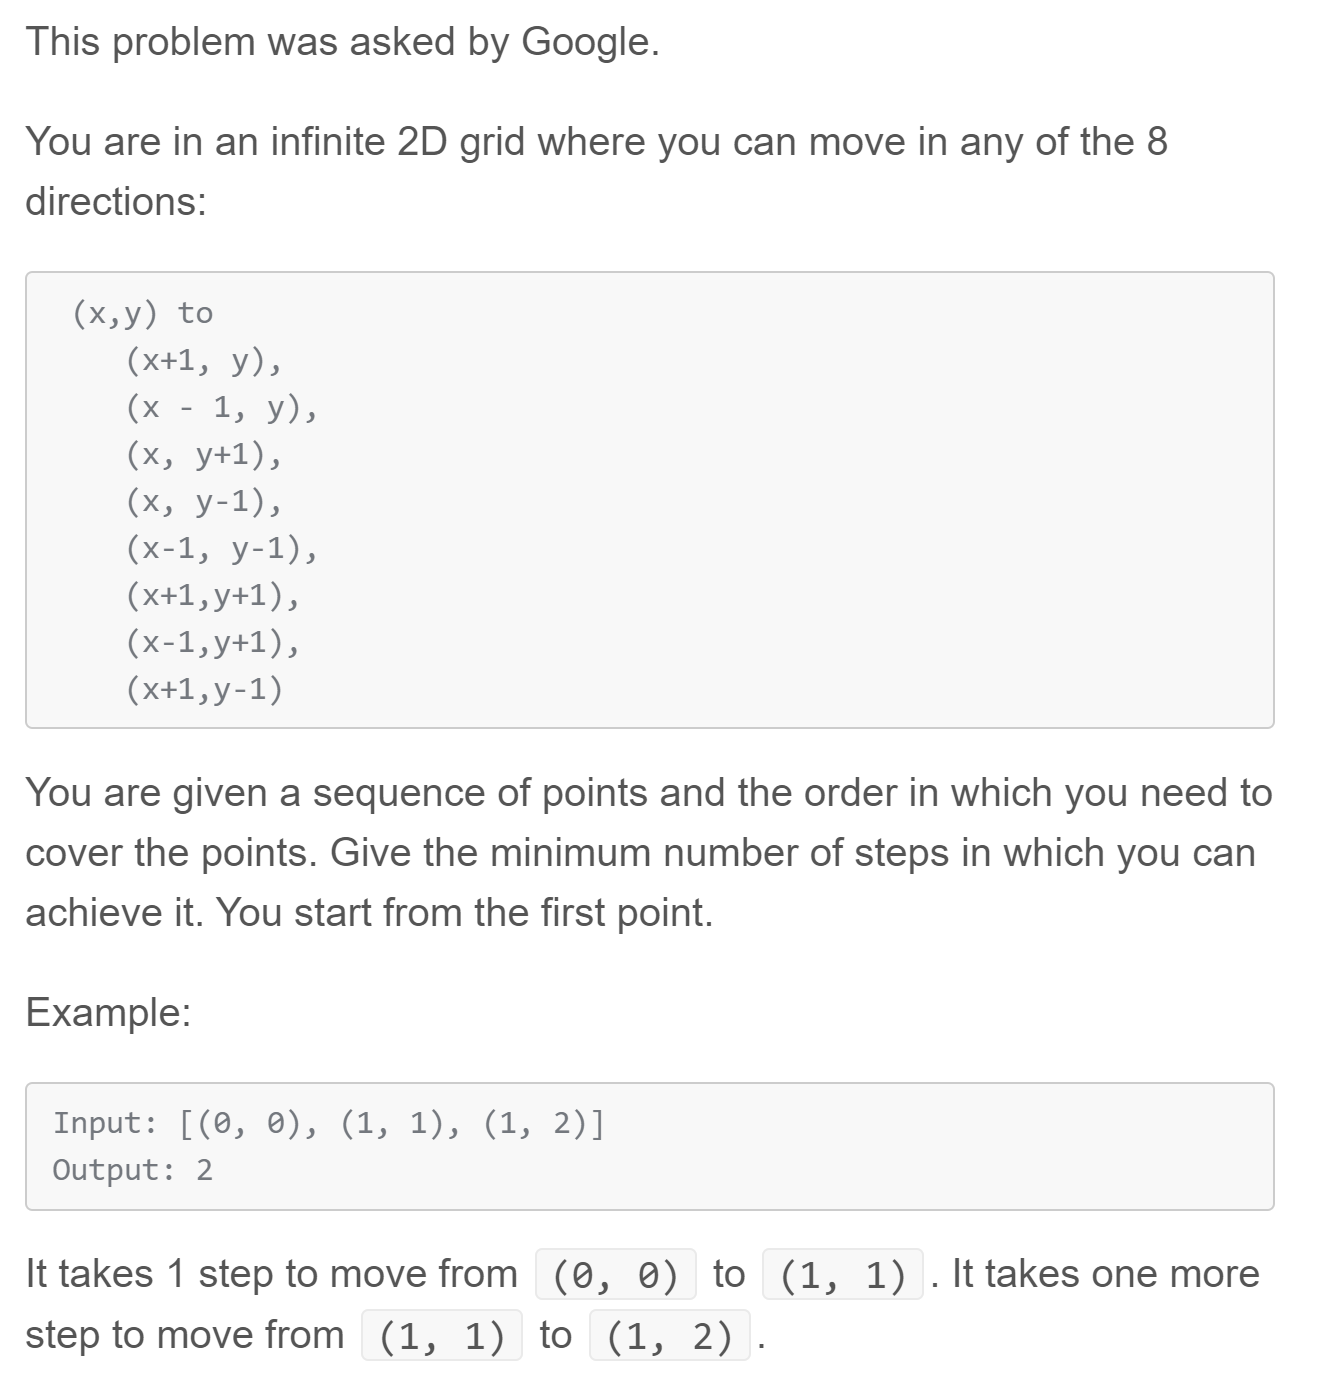 This problem was asked by Google.
You are in an infinite 2D grid where you can move in any of the 8
directions:
(x,y) to
(x+1, y),
(x - 1, y),
(x, y+1),
(x, y-1),
(x-1, y-1),
(x+1,y+1),
(x-1,y+1),
(x+1,y-1)
You are given a sequence of points and the order in which you need to
cover the points. Give the minimum number of steps in which you can
achieve it. You start from the first point.
Example:
Input: [(0, 0), (1, 1), (1, 2)]
Output: 2
It takes 1 step to move from (0, 0) to (1, 1). It takes one more
step to move from (1, 1) to (1, 2).